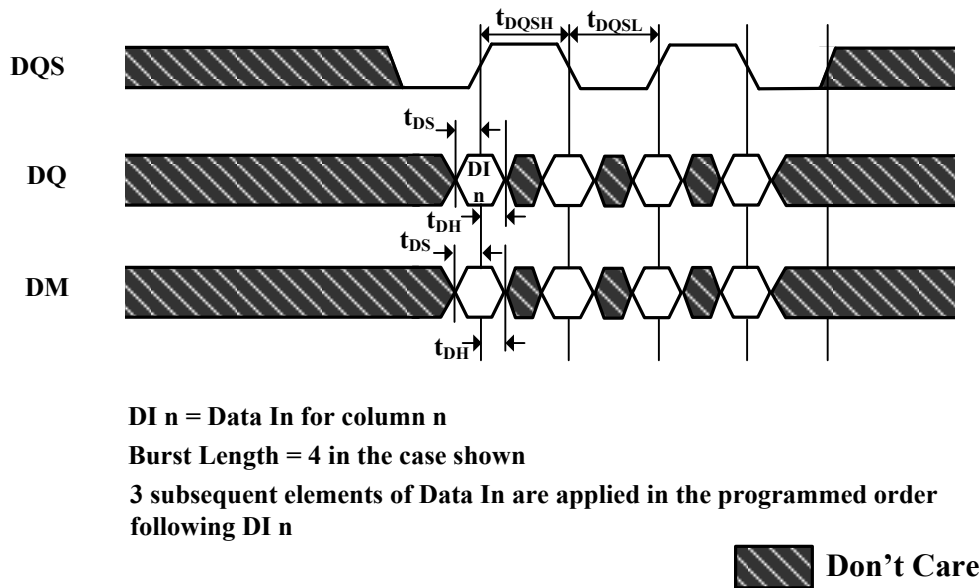 tDQSH tDQSL
DQS
tDS
DQ
DI
n
tDH
tDS
DM
tDH
DI n = Data In for column n
Burst Length = 4 in the case shown
3 subsequent elements of Data In are applied in the programmed order
following DI n
Don't Care